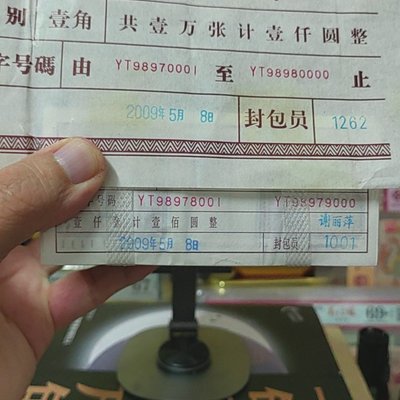 别 壹角 共壹万张计壹仟圆整
字号碼 由 YT98970001 至 YT98980000 止
2009年5月 8日 封包员 1262
字号码 YT98978001 YT98979000
壹仟张计壹佰圆整 谢丽萍
2009年5月 8日 封包员 1001